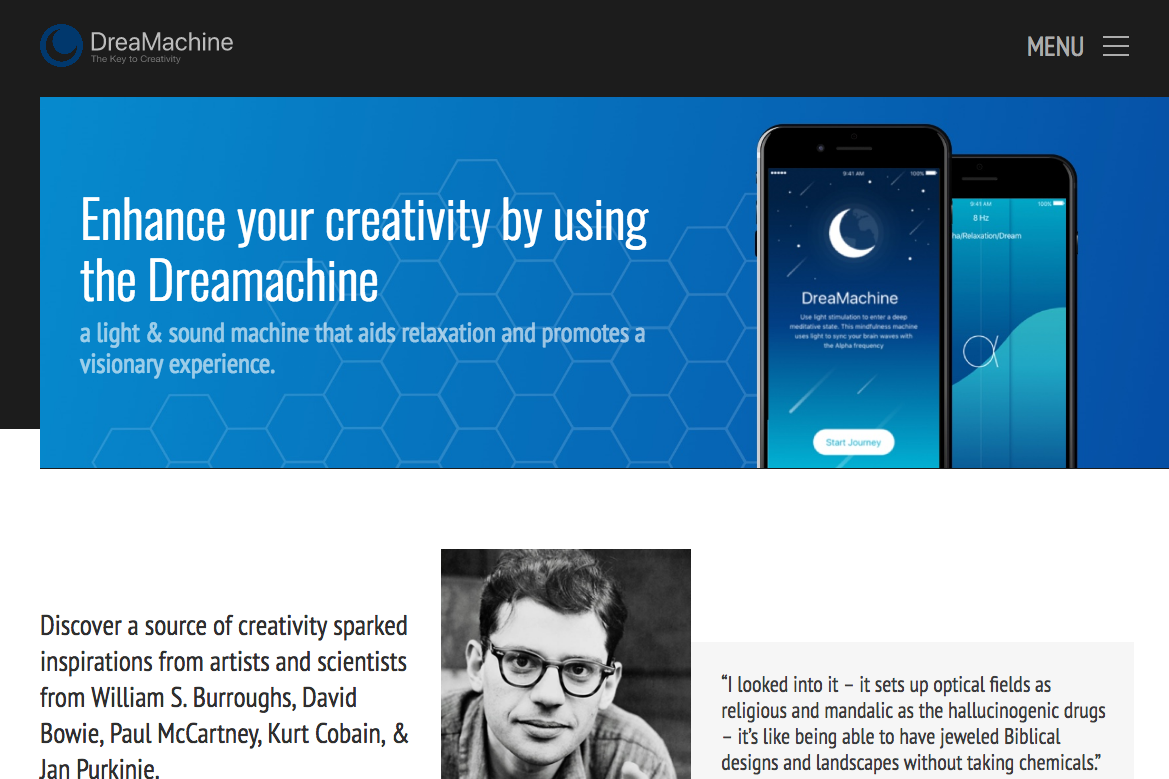 DreaMachine
The Key to Creativity
MENU
Enhance your creativity by using
the Dreamachine
a light & sound machine that aids relaxation and promotes a
visionary experience.
9:41 AM 100%
DreaMachine
Use light stimulation to enter a deep
meditative state. This mindfulness machine
uses light to sync your brain waves with
the Alpha frequency
Start Journey
9:41 AM 100%
8 Hz
ha/Relaxation/Dream
α
Discover a source of creativity sparked
inspirations from artists and scientists
from William S. Burroughs, David
Bowie, Paul McCartney, Kurt Cobain, &
Jan Purkinje.
“I looked into it – it sets up optical fields as
religious and mandalic as the hallucinogenic drugs
– it’s like being able to have jeweled Biblical
designs and landscapes without taking chemicals.”